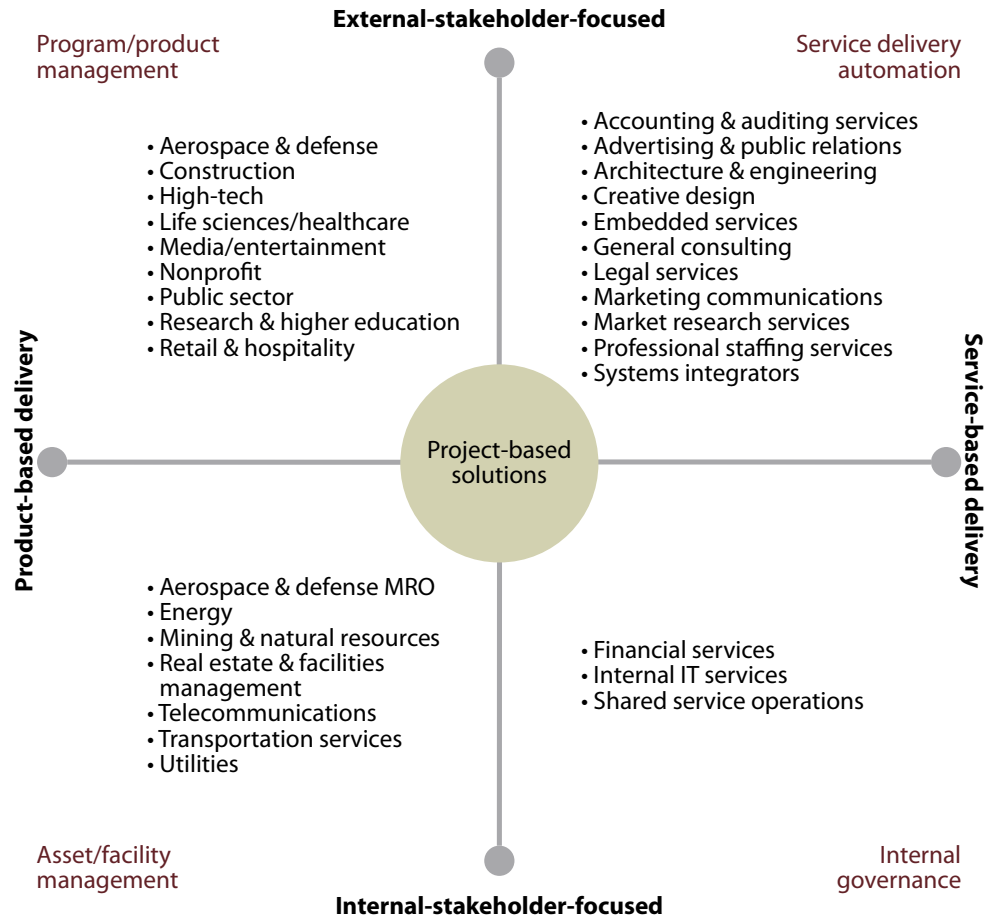 External-stakeholder-focused
Program/product
management
Service delivery
automation
• Aerospace & defense
• Construction
• High-tech
• Life sciences/healthcare
• Media/entertainment
• Nonprofit
• Public sector
• Research & higher education
• Retail & hospitality
• Accounting & auditing services
• Advertising & public relations
• Architecture & engineering
• Creative design
• Embedded services
• General consulting
• Legal services
• Marketing communications
• Market research services
• Professional staffing services
• Systems integrators
Product-based delivery
Project-based
solutions
Service-based delivery
• Aerospace & defense MRO
• Energy
• Mining & natural resources
• Real estate & facilities
management
• Telecommunications
• Transportation services
• Utilities
• Financial services
• Internal IT services
• Shared service operations
Asset/facility
management
Internal
governance
Internal-stakeholder-focused